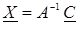 X = A⁻¹ C